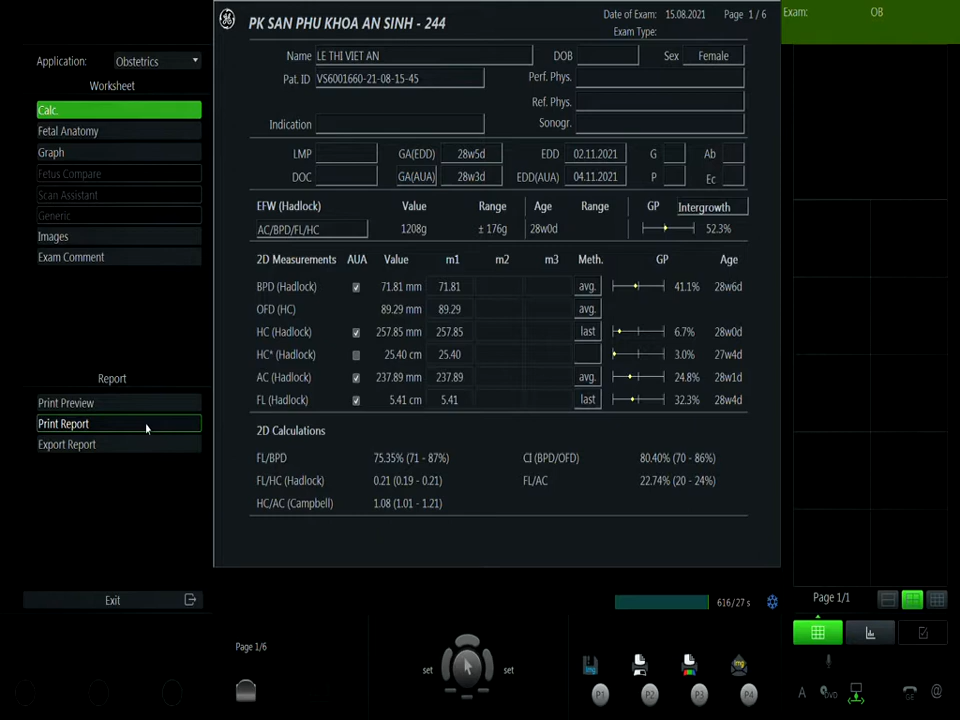 PK SAN PHU KHOA AN SINH - 244
Date of Exam: 15.08.2021 Page 1 / 6
Exam Type:
Exam: OB
Application: Obstetrics
Worksheet
Calc.
Fetal Anatomy
Graph
Fetus Compare
Scan Assistant
Generic
Images
Exam Comment
Report
Print Preview
Print Report
Export Report
Exit
Name LE THI VIET AN DOB Sex Female
Pat. ID VS6001660-21-08-15-45 Perf. Phys.
Ref. Phys.
Indication Sonogr.
LMP GA(EDD) 28w5d EDD 02.11.2021 G Ab
DOC GA(AUA) 28w3d EDD(AUA) 04.11.2021 P Ec
EFW (Hadlock) Value Range Age Range GP Intergrowth
AC/BPD/FL/HC 1208g ± 176g 28w0d 52.3%
2D Measurements AUA Value m1 m2 m3 Meth. GP Age
BPD (Hadlock) 71.81 mm 71.81 avg. 41.1% 28w6d
OFD (HC) 89.29 mm 89.29 avg.
HC (Hadlock) 257.85 mm 257.85 last 6.7% 28w0d
HC* (Hadlock) 25.40 cm 25.40 3.0% 27w4d
AC (Hadlock) 237.89 mm 237.89 avg. 24.8% 28w1d
FL (Hadlock) 5.41 cm 5.41 last 32.3% 28w4d
2D Calculations
FL/BPD 75.35% (71 - 87%) CI (BPD/OFD) 80.40% (70 - 86%)
FL/HC (Hadlock) 0.21 (0.19 - 0.21) FL/AC 22.74% (20 - 24%)
HC/AC (Campbell) 1.08 (1.01 - 1.21)
616/27 s
Page 1/1
Page 1/6
set set
Img
P1 P2 P3 P4
A DVD GE @